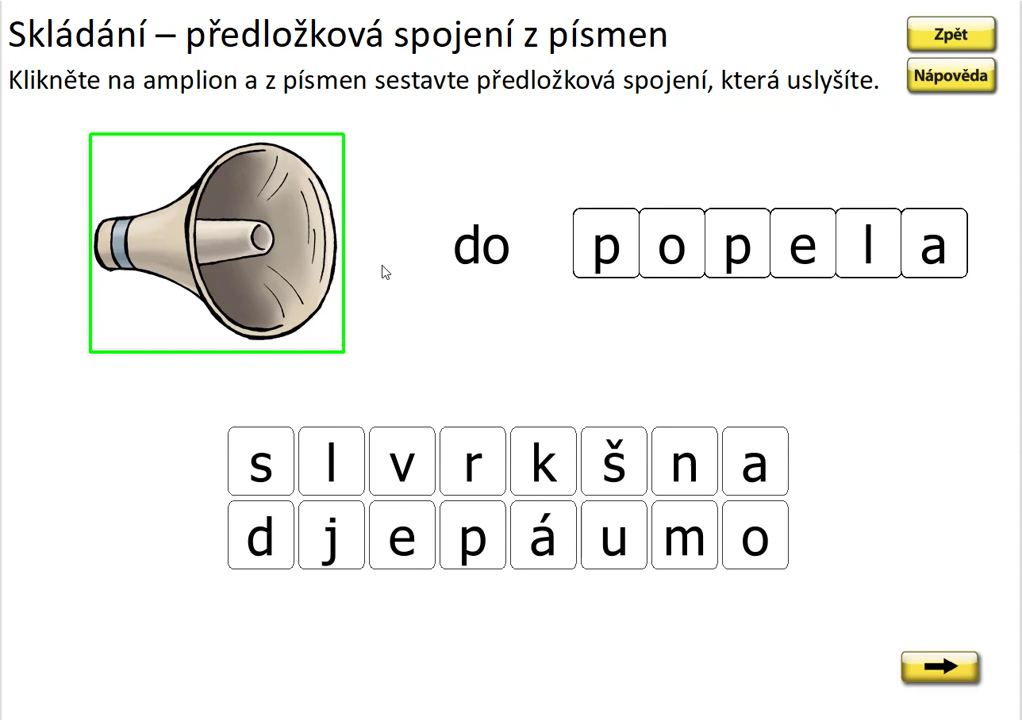 Skládání – předložková spojení z písmen
Zpět
Klikněte na amplion a z písmen sestavte předložková spojení, která uslyšíte.
Nápověda
do p o p e l a
s l v r k š n a
d j e p á u m o